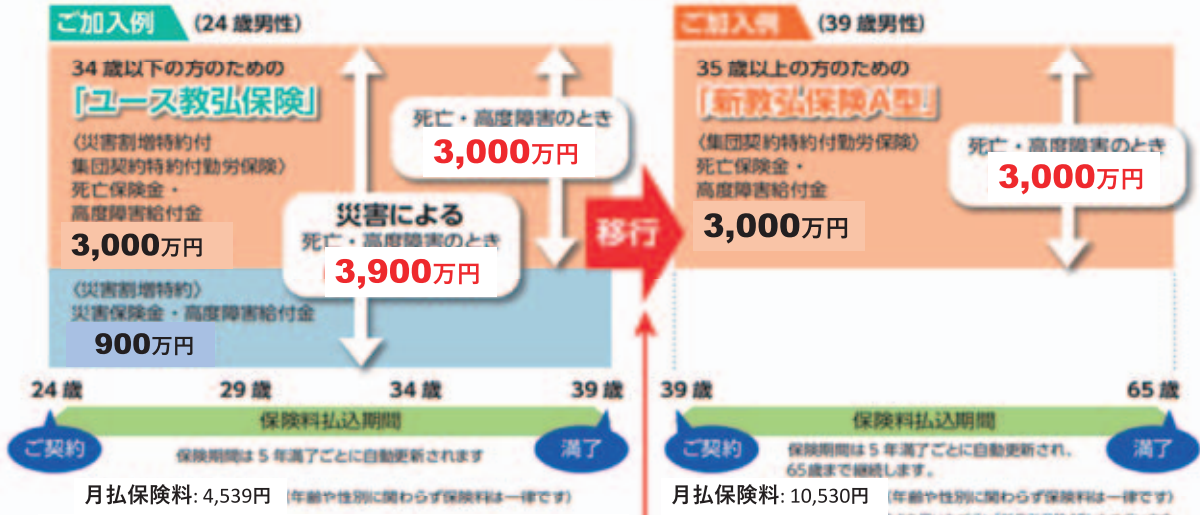 ご加入例 (24歳男性)
34歳以下の方のための
「ユース教弘保険」
〈災害割増特約付
集団契約特約付勤労保険〉
死亡保険金・
高度障害給付金
3,000万円
死亡・高度障害のとき
3,000万円
災害による
死亡・高度障害のとき
3,900万円
〈災害割増特約〉
災害保険金・高度障害給付金
900万円
24歳 29歳 34歳 39歳
保険料払込期間
ご契約 満了
保険期間は5年満了ごとに自動更新されます
月払保険料: 4,539円 (年齢や性別に関わらず保険料は一律です)
移行
ご加入例 (39歳男性)
35歳以上の方のための
「新教弘保険A型」
〈集団契約特約付勤労保険〉
死亡保険金・
高度障害給付金
3,000万円
死亡・高度障害のとき
3,000万円
39歳 65歳
保険料払込期間
ご契約 満了
保険期間は5年満了ごとに自動更新され、
65歳まで継続します。
月払保険料: 10,530円 (年齢や性別に関わらず保険料は一律です)